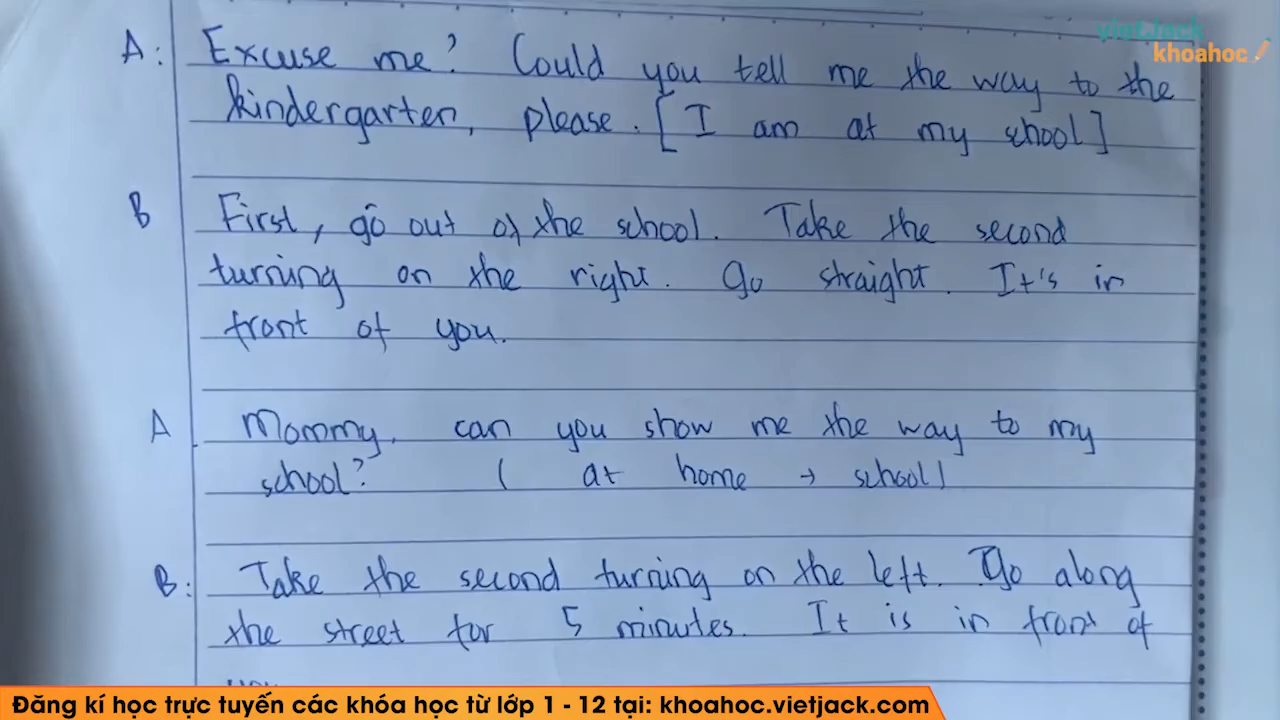 vietjack
khoahoc
A: Excuse me? Could you tell me the way to the
kindergarten, please. [I am at my school]
B First, go out of the school. Take the second
turning on the right. Go straight. It's in
front of you.
A Mommy, can you show me the way to my
school? ( at home → school)
B: Take the second turning on the left. Go along
the street for 5 minutes. It is in front of
Đăng kí học trực tuyến các khóa học từ lớp 1 - 12 tại: khoahoc.vietjack.com